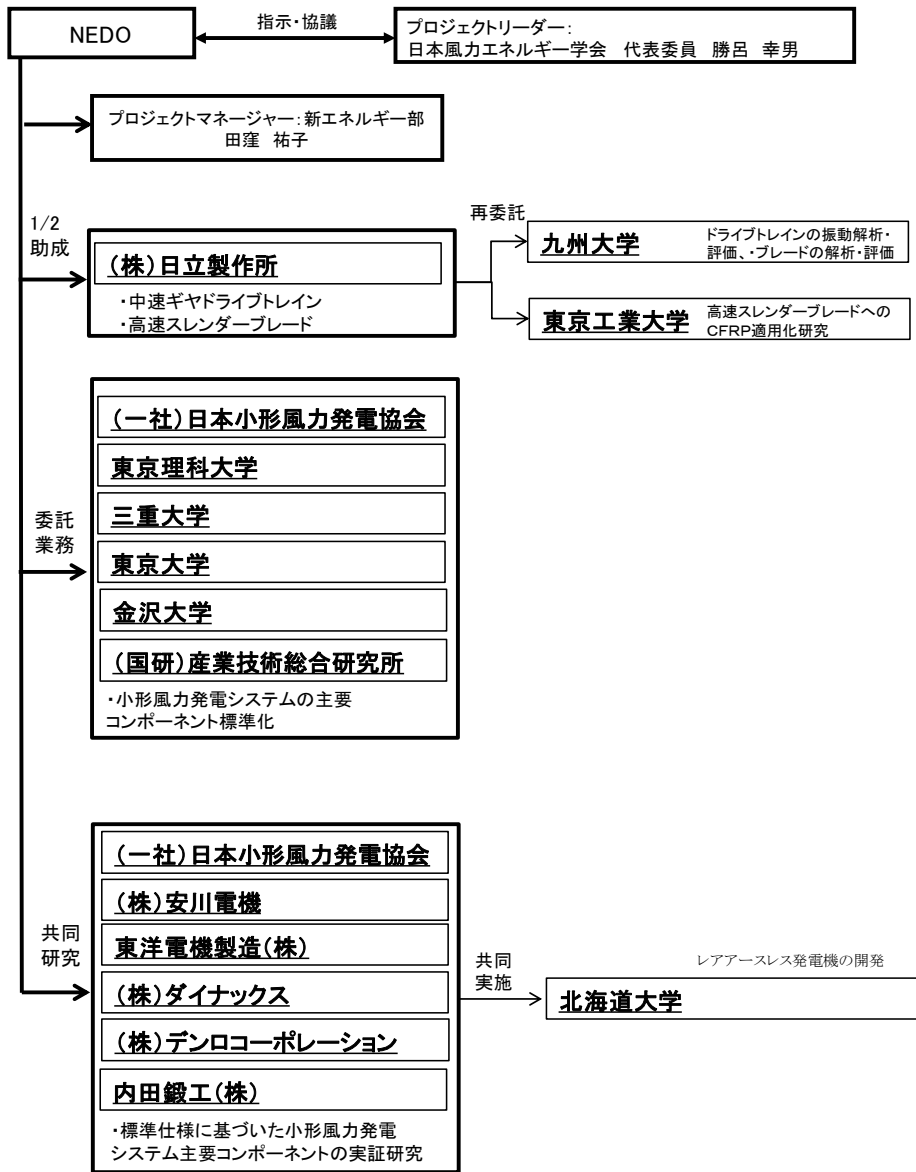 NEDO
指示・協議
プロジェクトリーダー：
日本風力エネルギー学会　代表委員　勝呂　幸男
プロジェクトマネージャー：新エネルギー部
田窪　祐子
1/2
助成
（株）日立製作所
・中速ギヤドライブトレイン
・高速スレンダーブレード
再委託
九州大学
ドライブトレインの振動解析・
評価、・ブレードの解析・評価
東京工業大学
高速スレンダーブレードへの
CFRP適用化研究
委託
業務
（一社）日本小形風力発電協会
東京理科大学
三重大学
東京大学
金沢大学
（国研）産業技術総合研究所
・小形風力発電システムの主要
コンポーネント標準化
共同
研究
（一社）日本小形風力発電協会
（株）安川電機
東洋電機製造（株）
（株）ダイナックス
（株）デンロコーポレーション
内田鍛工（株）
・標準仕様に基づいた小形風力発電
システム主要コンポーネントの実証研究
共同
実施
レアアースレス発電機の開発
北海道大学